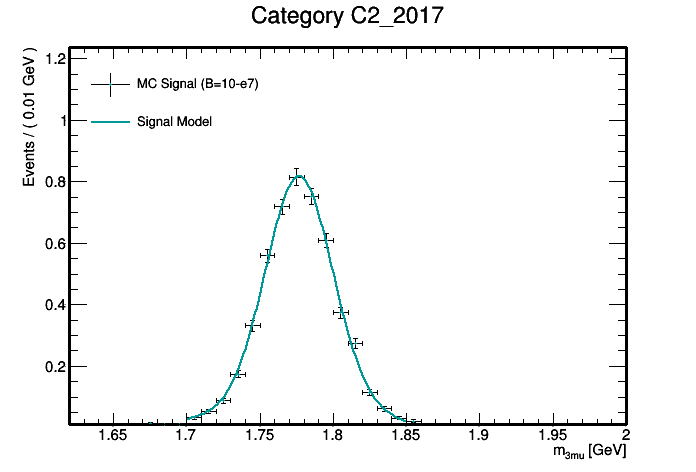 Category C2_2017
Events / ( 0.01 GeV )
1.2
1
0.8
0.6
0.4
0.2
MC Signal (B=10-e7)
Signal Model
1.65 1.7 1.75 1.8 1.85 1.9 1.95 2
m3mu [GeV]